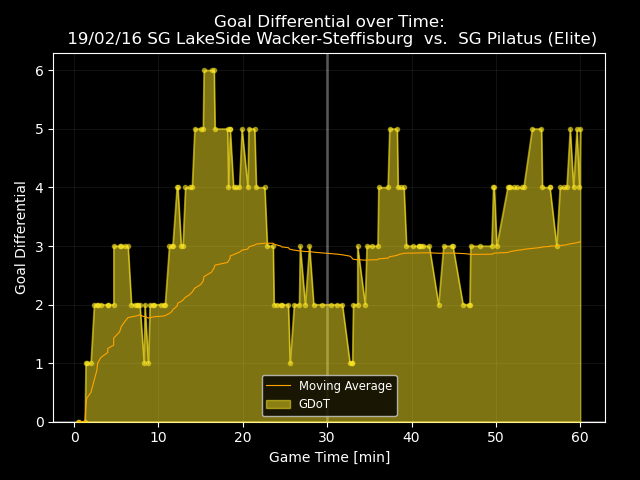 Goal Differential over Time:
19/02/16 SG LakeSide Wacker-Steffisburg vs. SG Pilatus (Elite)
Goal Differential
6
5
4
3
2
1
0
Moving Average
GDoT
0 10 20 30 40 50 60
Game Time [min]